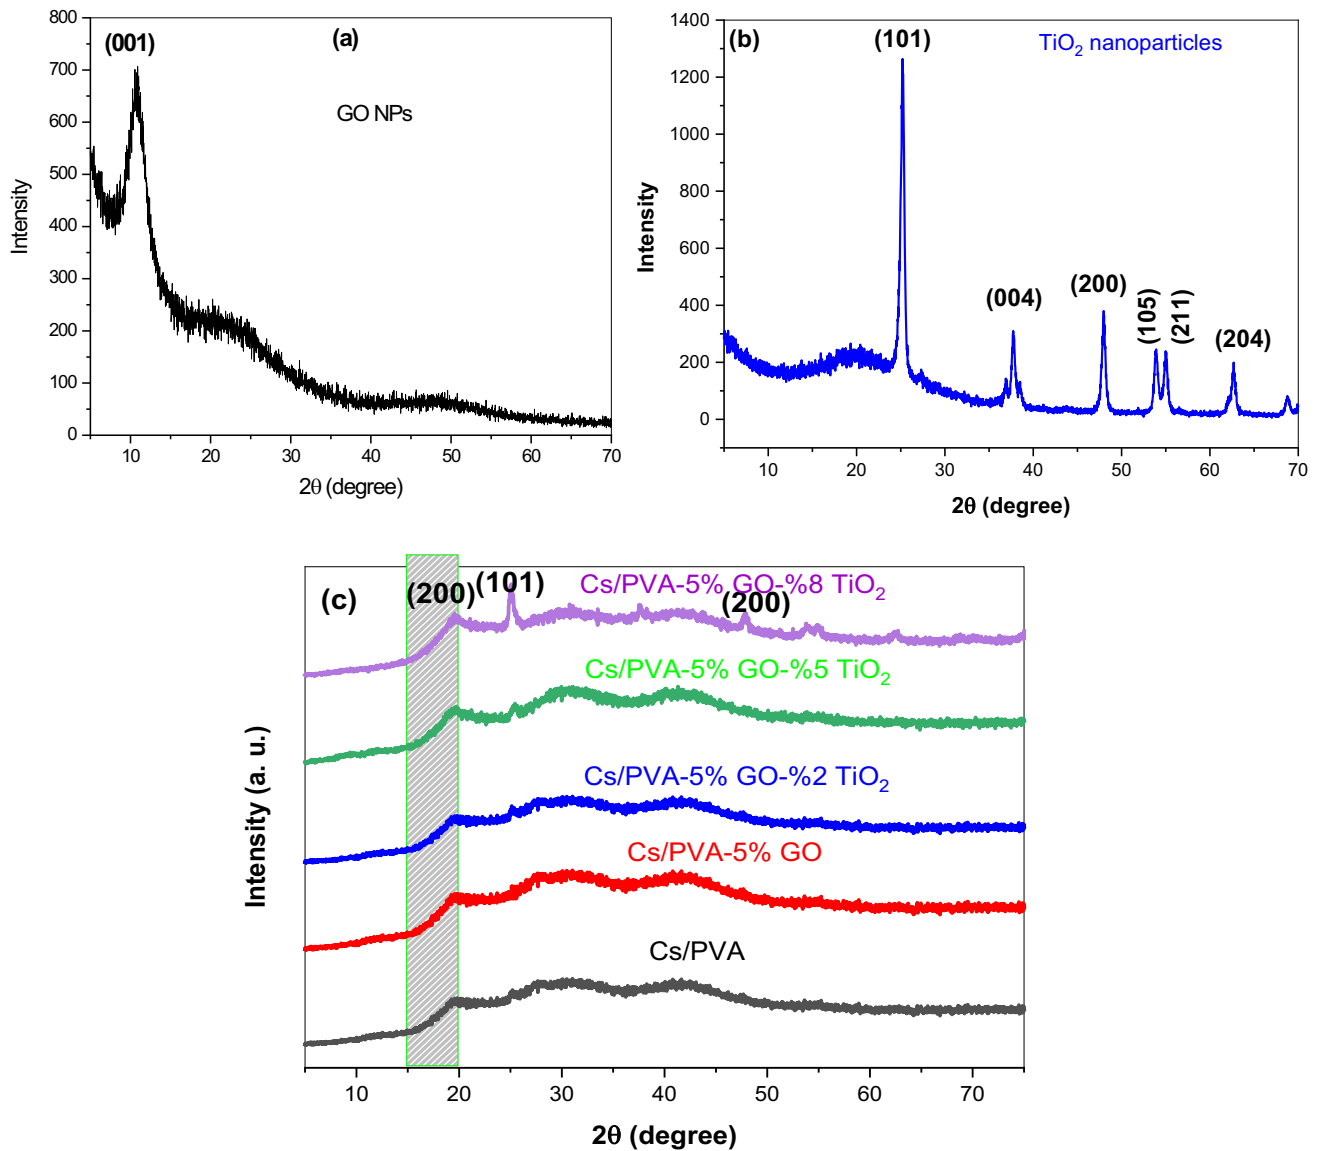 800
700
600
500
400
300
200
100
0
(001)
(a)
GO NPs
Intensity
10 20 30 40 50 60 70
2θ (degree)
1400
1200
1000
800
600
400
200
0
(b)
(101)
TiO2 nanoparticles
(004)
(200)
(105)
(211)
(204)
Intensity
10 20 30 40 50 60 70
2θ (degree)
(c)
(200)
(101)
Cs/PVA-5% GO-%8 TiO2
(200)
Cs/PVA-5% GO-%5 TiO2
Cs/PVA-5% GO-%2 TiO2
Cs/PVA-5% GO
Cs/PVA
Intensity (a. u.)
10 20 30 40 50 60 70
2θ (degree)